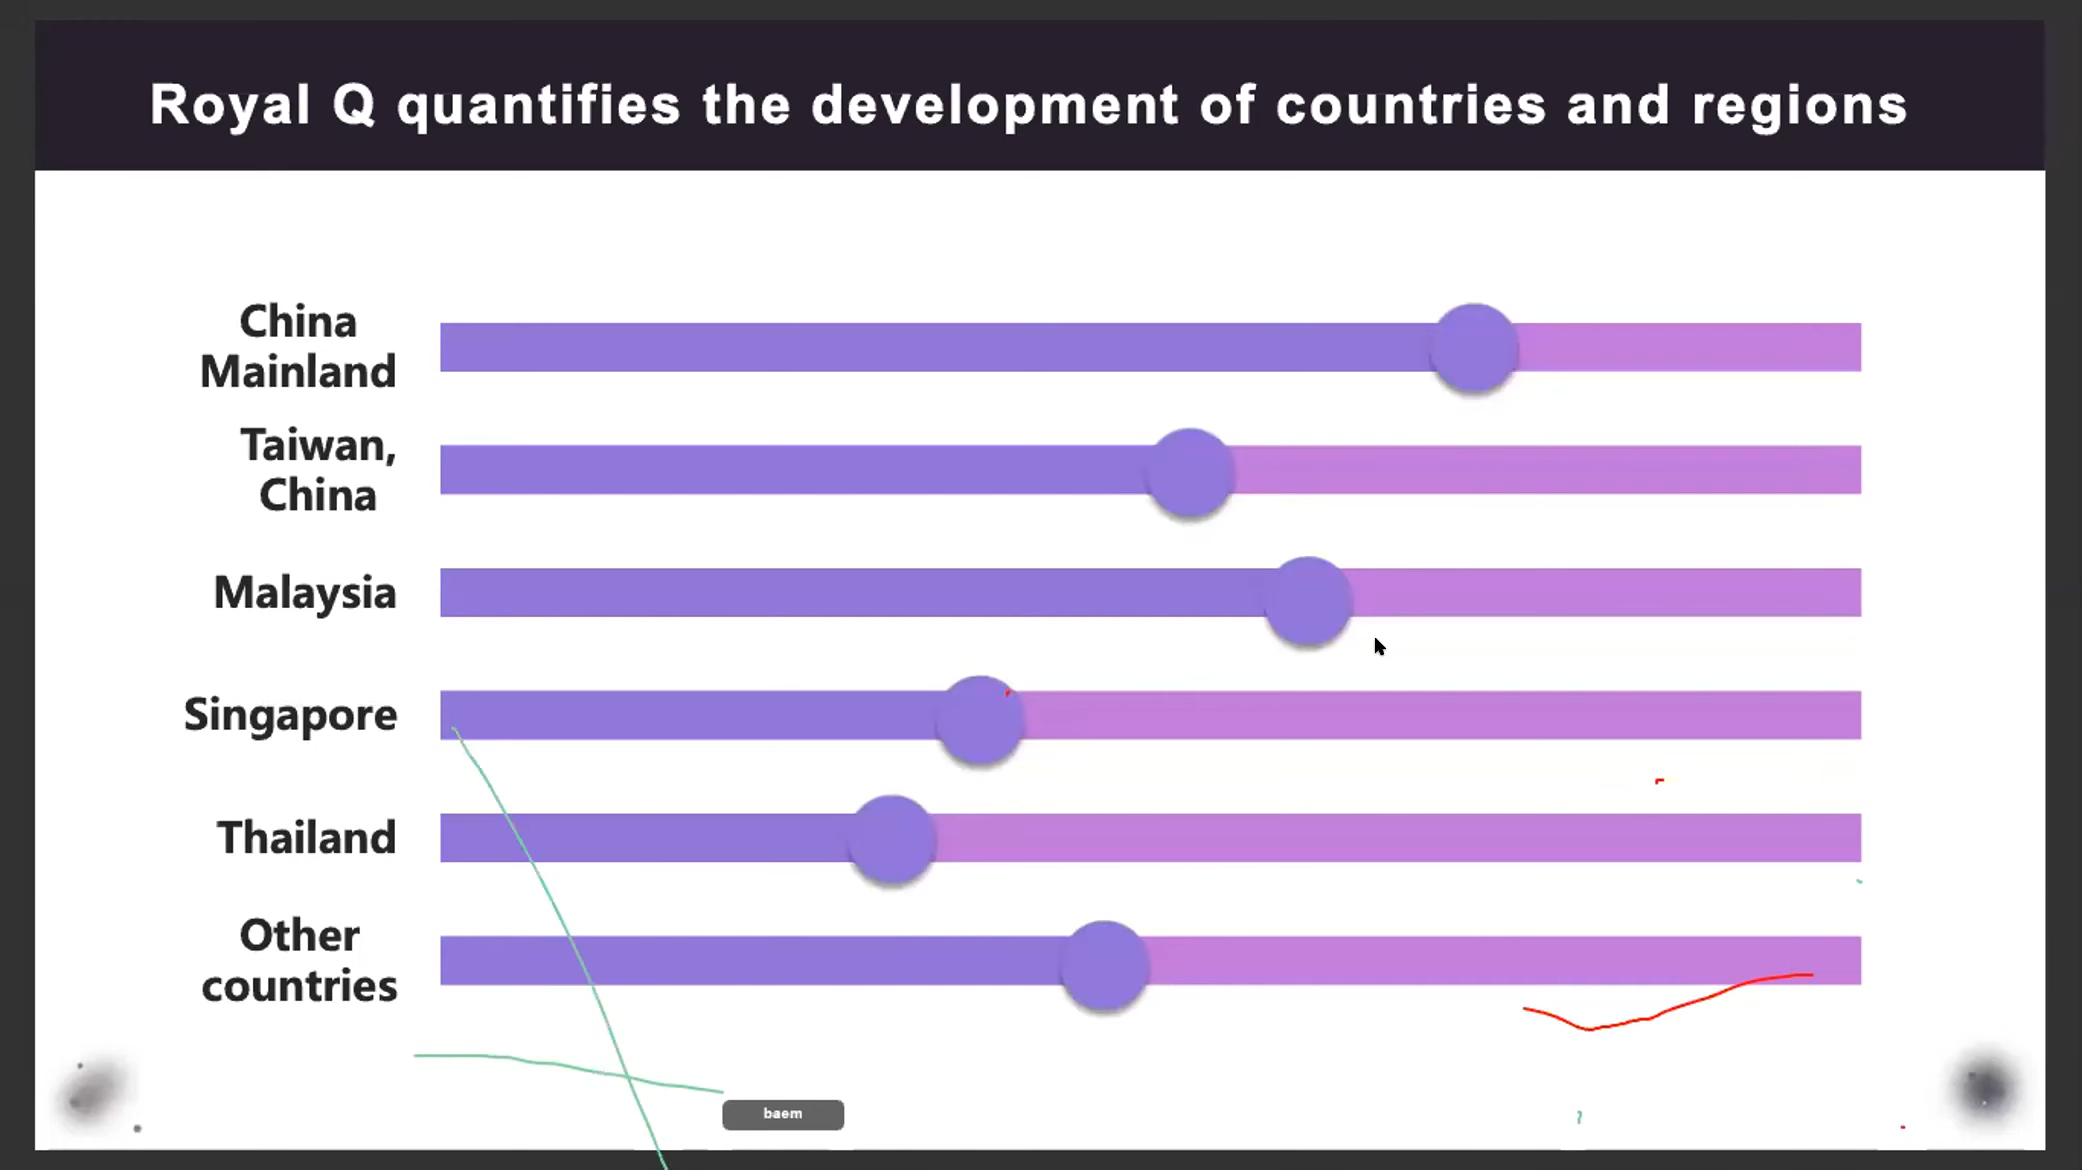 Royal Q quantifies the development of countries and regions
China
Mainland
Taiwan,
China
Malaysia
Singapore
Thailand
Other
countries
baem